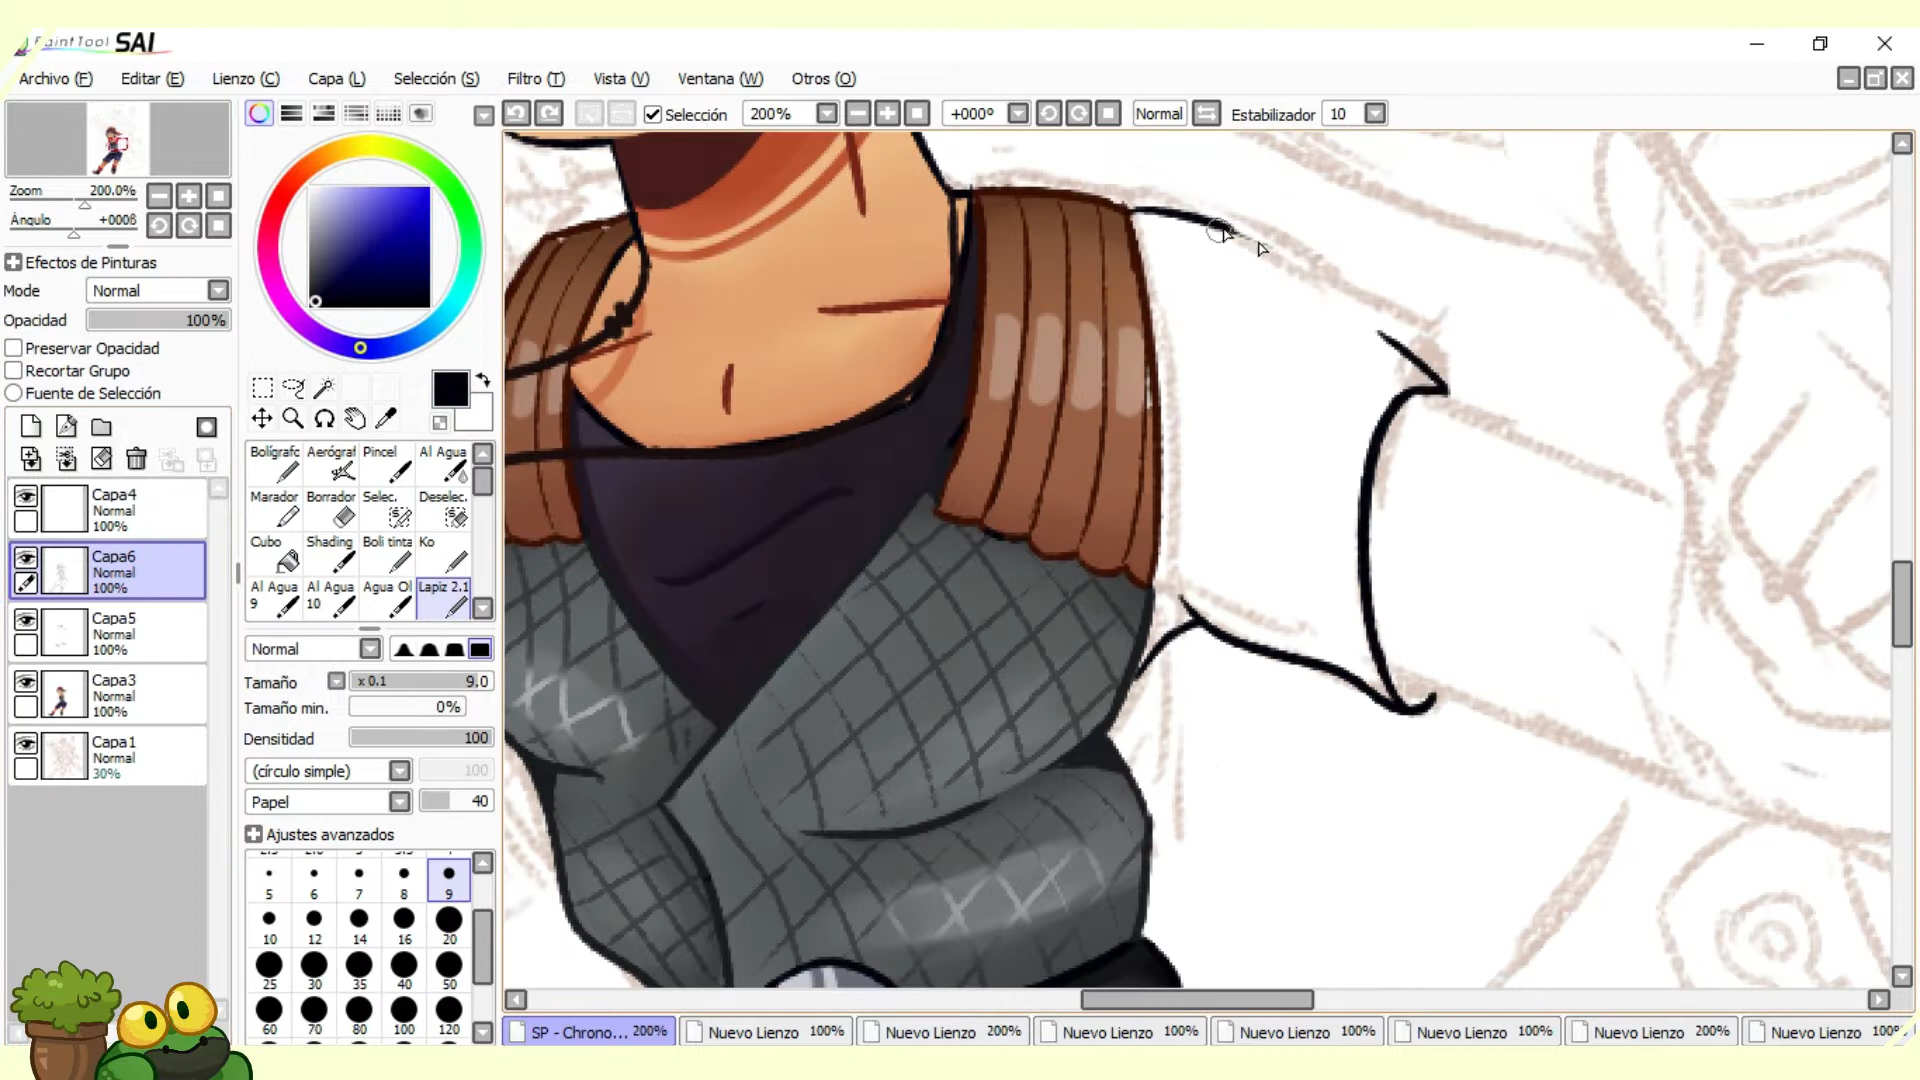 PaintTool SAI
Archivo (F) Editar (E) Lienzo (C) Capa (L) Selección (S) Filtro (T) Vista (V) Ventana (W) Otros (O)
Selección 200% +000º Normal Estabilizador 10
Zoom 200.0%
Ángulo +0008
Efectos de Pinturas
Mode Normal
Opacidad 100%
Preservar Opacidad
Recortar Grupo
Fuente de Selección
Capa4
Normal
100%
Capa6
Normal
100%
Capa5
Normal
100%
Capa3
Normal
100%
Capa1
Normal
30%
Bolígrafc Aerógraf Pincel Al Agua
Marador Borrador Selec. Deselec.
Cubo Shading Boli tinta Ko
Al Agua 9 Al Agua 10 Agua Ol Lapiz 2.1
Normal
Tamaño x 0.1 9.0
Tamaño min. 0%
Densitidad 100
(círculo simple) 100
Papel 40
Ajustes avanzados
5 6 7 8 9
10 12 14 16 20
25 30 35 40 50
60 70 80 100 120
SP - Chrono... 200% Nuevo Lienzo 100% Nuevo Lienzo 200% Nuevo Lienzo 100% Nuevo Lienzo 100% Nuevo Lienzo 100% Nuevo Lienzo 200% Nuevo Lienzo 100%